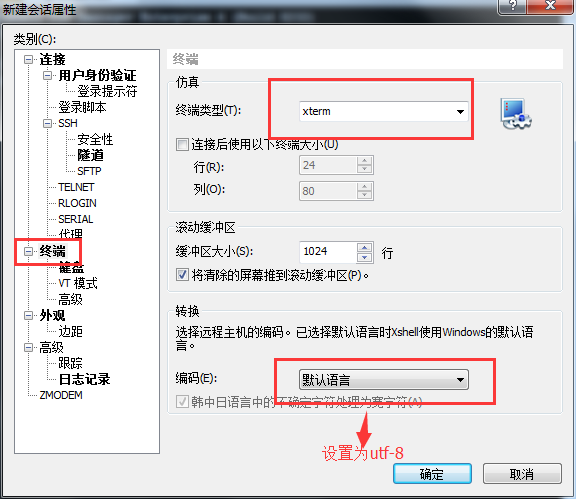 新建会话属性
类别(C):
连接
用户身份验证
登录提示符
登录脚本
SSH
安全性
隧道
SFTP
TELNET
RLOGIN
SERIAL
代理
终端
键盘
VT 模式
高级
外观
边距
高级
跟踪
日志记录
ZMODEM
终端
仿真
终端类型(T):
xterm
连接后使用以下终端大小(U)
行(R):
24
列(O):
80
滚动缓冲区
缓冲区大小(S):
1024
行
将清除的屏幕推到滚动缓冲区(P)。
转换
选择远程主机的编码。已选择默认语言时Xshell使用Windows的默认语
言。
编码(E):
默认语言
韩中日语言中的不确定字符处理为宽字符(A)
设置为utf-8
确定
取消